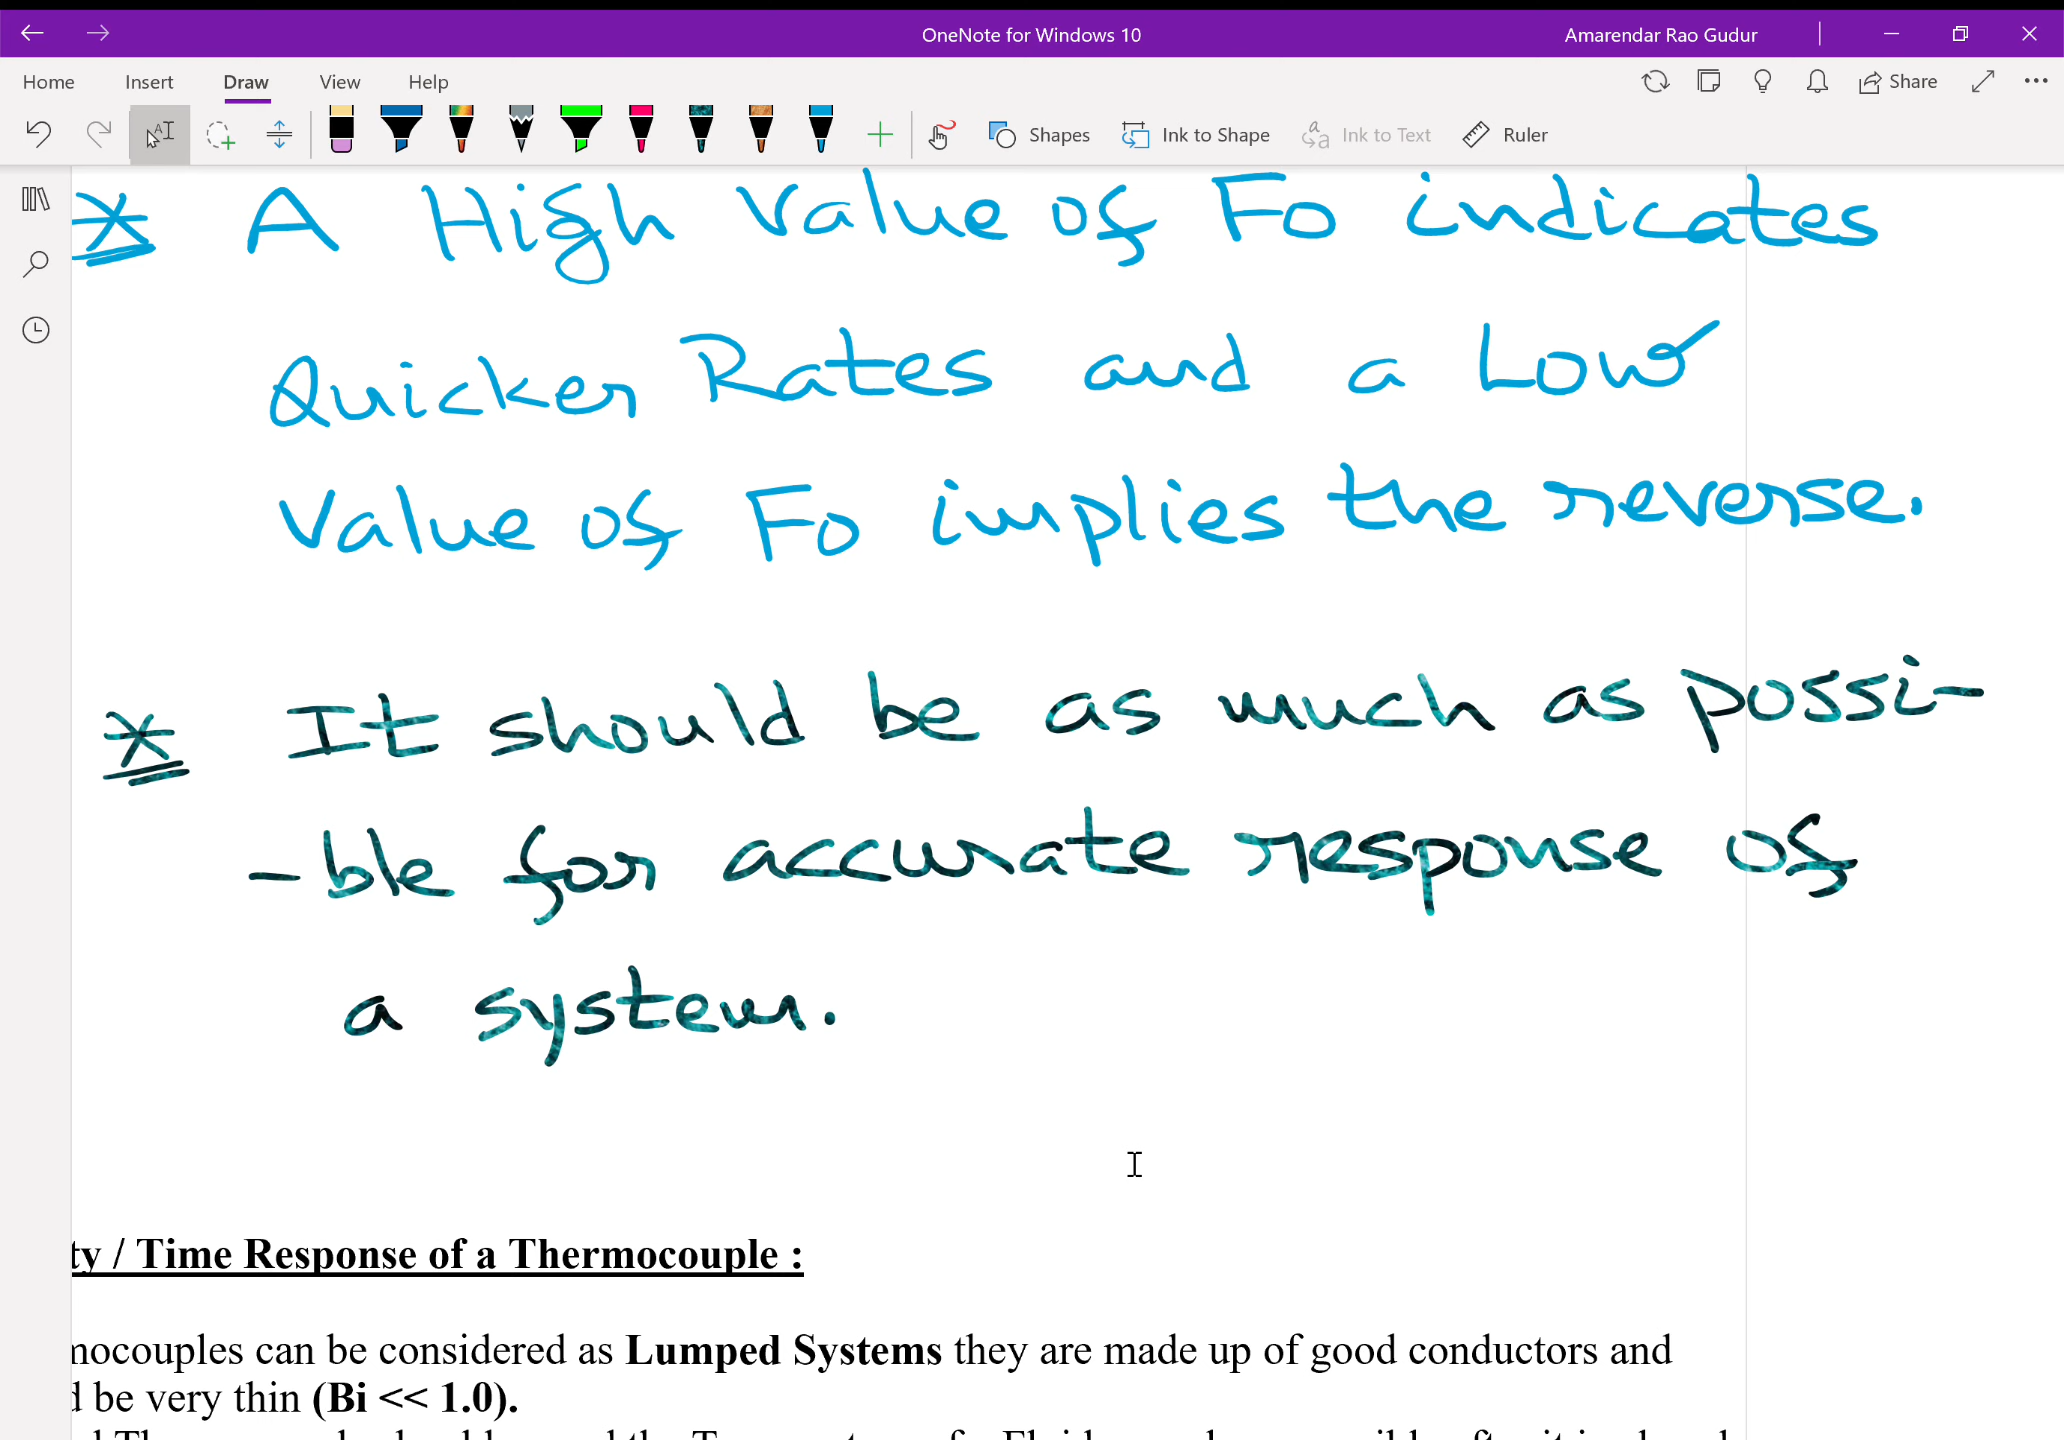 OneNote for Windows 10
Amarendar Rao Gudur
Home Insert Draw View Help
Share
Shapes Ink to Shape Ink to Text Ruler
* A High Value of Fo indicates
Quicker Rates and a Low
Value of Fo implies the reverse.
* It should be as much as possi-
-ble for accurate response of
a system.
ty / Time Response of a Thermocouple :
mocouples can be considered as Lumped Systems they are made up of good conductors and
d be very thin (Bi << 1.0).